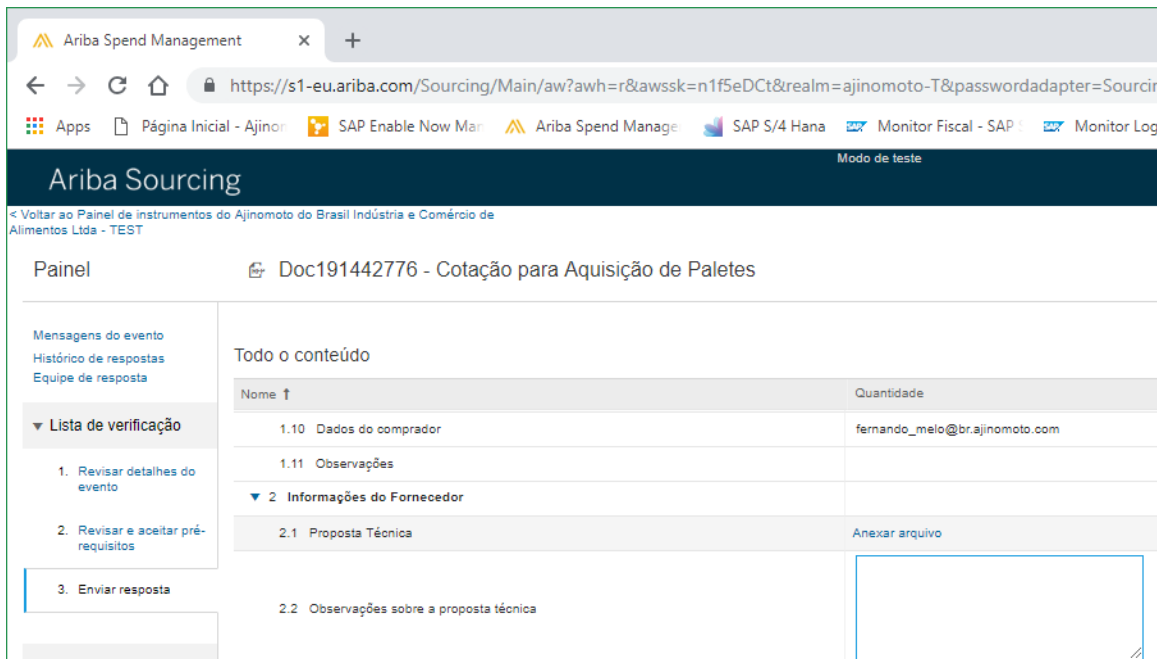 Ariba Spend Management
https://s1-eu.ariba.com/Sourcing/Main/aw?awh=r&awssk=n1f5eDCt&realm=ajinomoto-T&passwordadapter=Sourcin
Apps Página Inicial - Ajinor SAP Enable Now Mar Ariba Spend Manage SAP S/4 Hana Monitor Fiscal - SAP S Monitor Log
Modo de teste
Ariba Sourcing
< Voltar ao Painel de instrumentos do Ajinomoto do Brasil Indústria e Comércio de
Alimentos Ltda - TEST
Painel
Doc191442776 - Cotação para Aquisição de Paletes
Mensagens do evento
Histórico de respostas
Equipe de resposta
Lista de verificação
1. Revisar detalhes do
evento
2. Revisar e aceitar pré-
requisitos
3. Enviar resposta
Todo o conteúdo
Nome ↑ Quantidade
1.10 Dados do comprador fernando_melo@br.ajinomoto.com
1.11 Observações
▼ 2 Informações do Fornecedor
2.1 Proposta Técnica Anexar arquivo
2.2 Observações sobre a proposta técnica